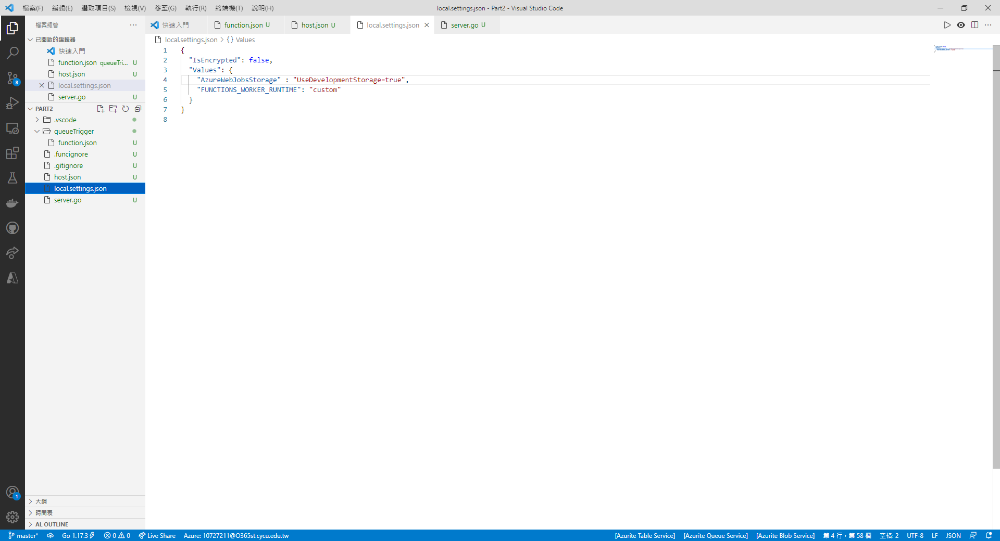 檔案(F) 編輯(E) 選取項目(S) 檢視(V) 移至(G) 執行(R) 終端機(T) 說明(H) local.settings.json - Part2 - Visual Studio Code
檔案總管
快速入門 function.json U host.json U local.settings.json server.go U
local.settings.json > {} Values
已開啟的編輯器
快速入門
function.json queueTri... U
host.json U
local.settings.json
server.go U
PART2
.vscode
queueTrigger
function.json U
.funcignore U
.gitignore U
host.json U
local.settings.json
server.go U
大綱
時間表
AL OUTLINE
8
1
1 {
2 "IsEncrypted": false,
3 "Values": {
4 "AzureWebJobsStorage" : "UseDevelopmentStorage=true",
5 "FUNCTIONS_WORKER_RUNTIME": "custom"
6 }
7 }
8
master* Go 1.17.3 0 0 Live Share Azure: 10727211@O365st.cycu.edu.tw [Azurite Table Service] [Azurite Queue Service] [Azurite Blob Service] 第 4 行，第 58 欄 空格: 2 UTF-8 LF JSON